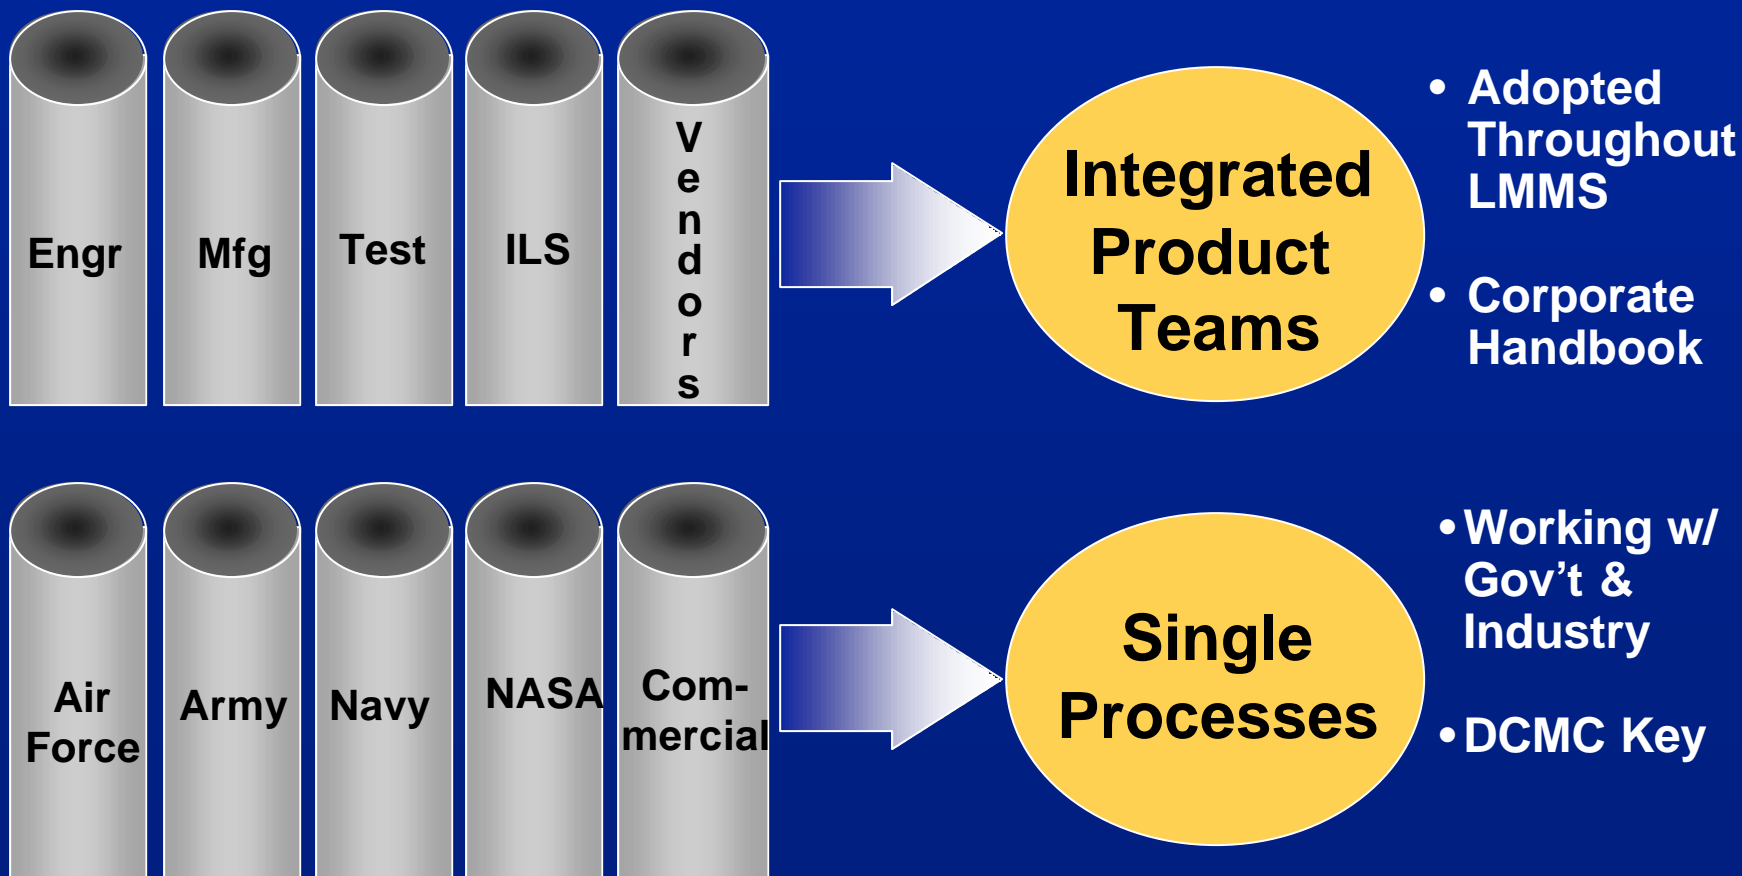 Engr
Mfg
Test
ILS
Vendors
Integrated
Product
Teams
• Adopted
Throughout
LMMS
• Corporate
Handbook
Air
Force
Army
Navy
NASA
Com-
mercial
Single
Processes
• Working w/
Gov’t &
Industry
• DCMC Key